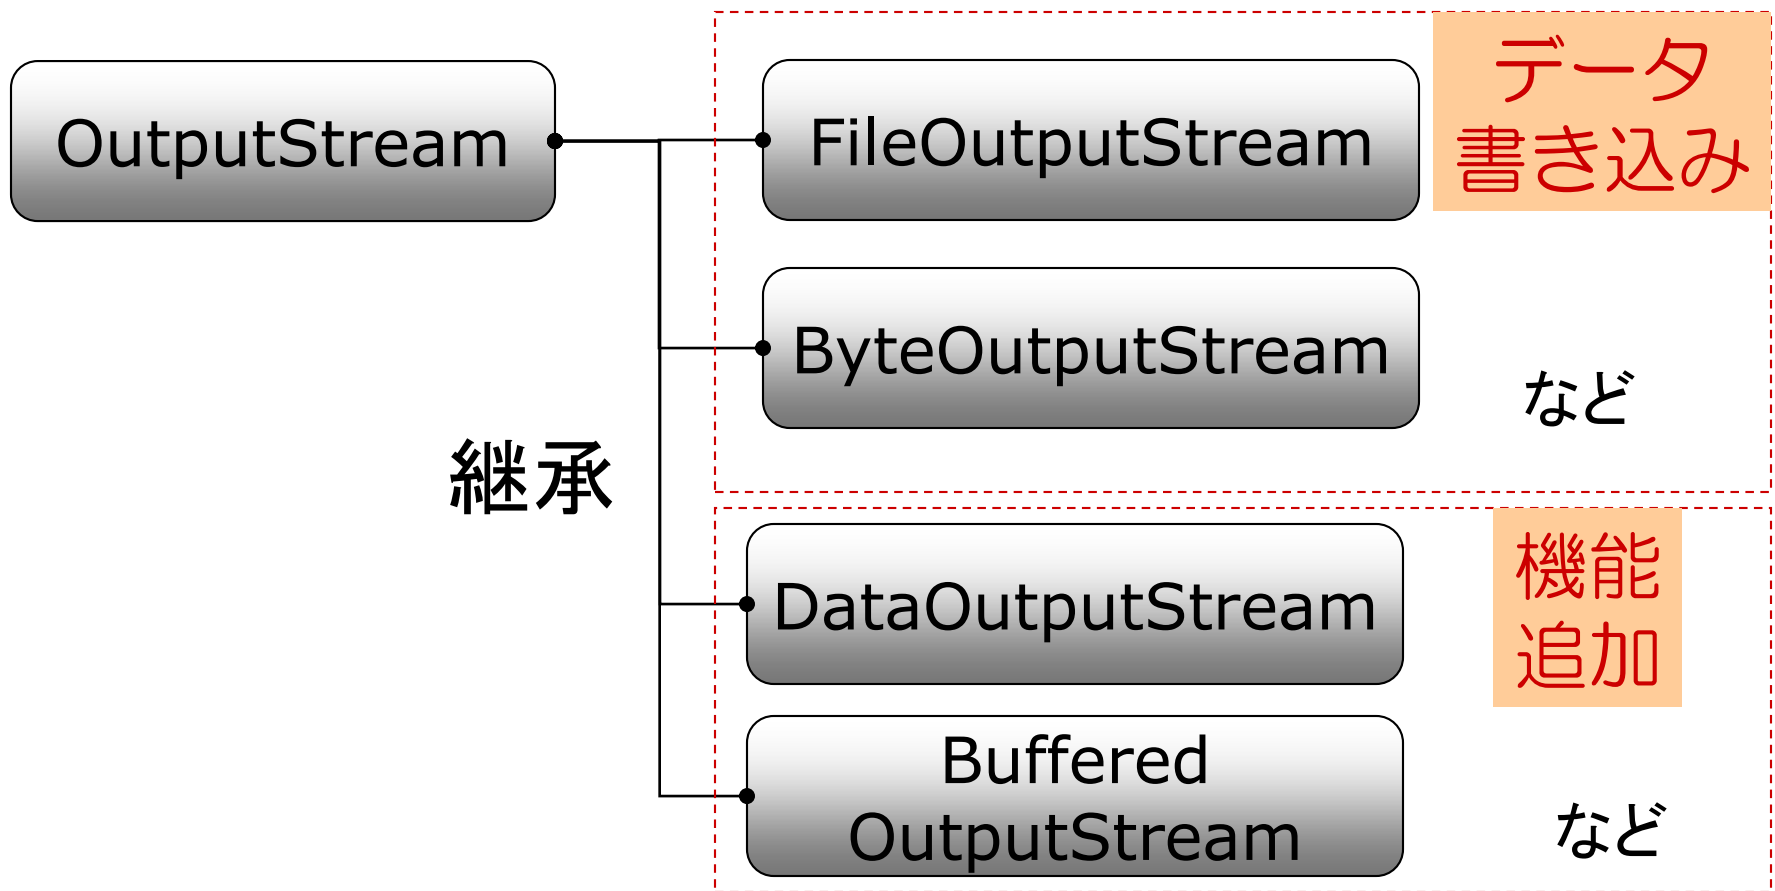 OutputStream
FileOutputStream
データ
書き込み
ByteOutputStream
など
継承
DataOutputStream
機能
追加
Buffered
OutputStream
など